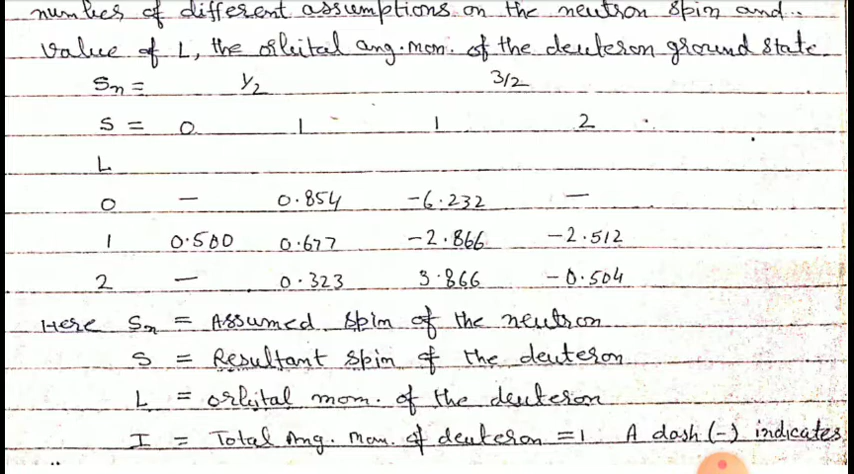 number of different assumptions on the neutron spin and
value of L, the orbital ang. mom. of the deuteron ground state.
Sn = 1/2 3/2
S = 0 1 1 2
L
0 — 0.854 -6.232 —
1 0.500 0.677 -2.866 -2.512
2 — 0.323 3.866 -0.504
Here Sn = Assumed spin of the neutron
S = Resultant spin of the deuteron
L = orbital mom. of the deuteron
I = Total Ang. Mom. of deuteron = 1. A dash (-) indicates